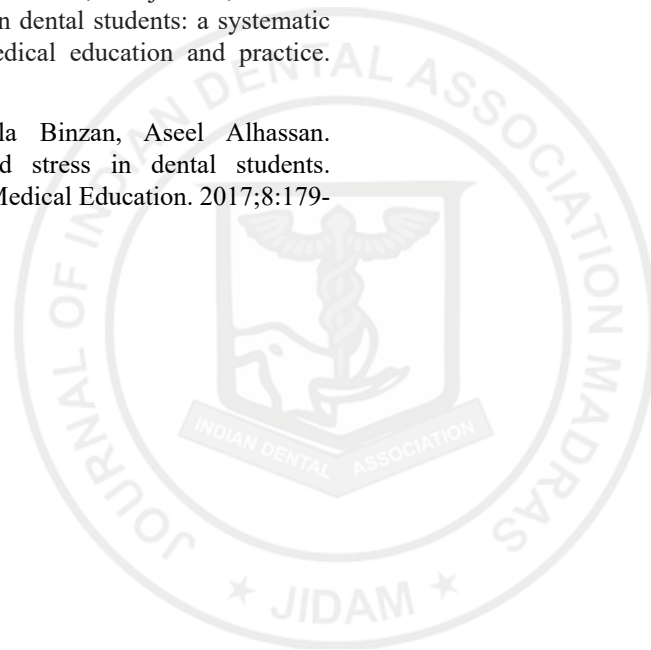 n dental students: a systematic
edical education and practice.
la Binzan, Aseel Alhassan.
d stress in dental students.
Medical Education. 2017;8:179-
JOURNAL OF INDIAN DENTAL ASSOCIATION MADRAS
INDIAN DENTAL ASSOCIATION
★ JIDAM ★